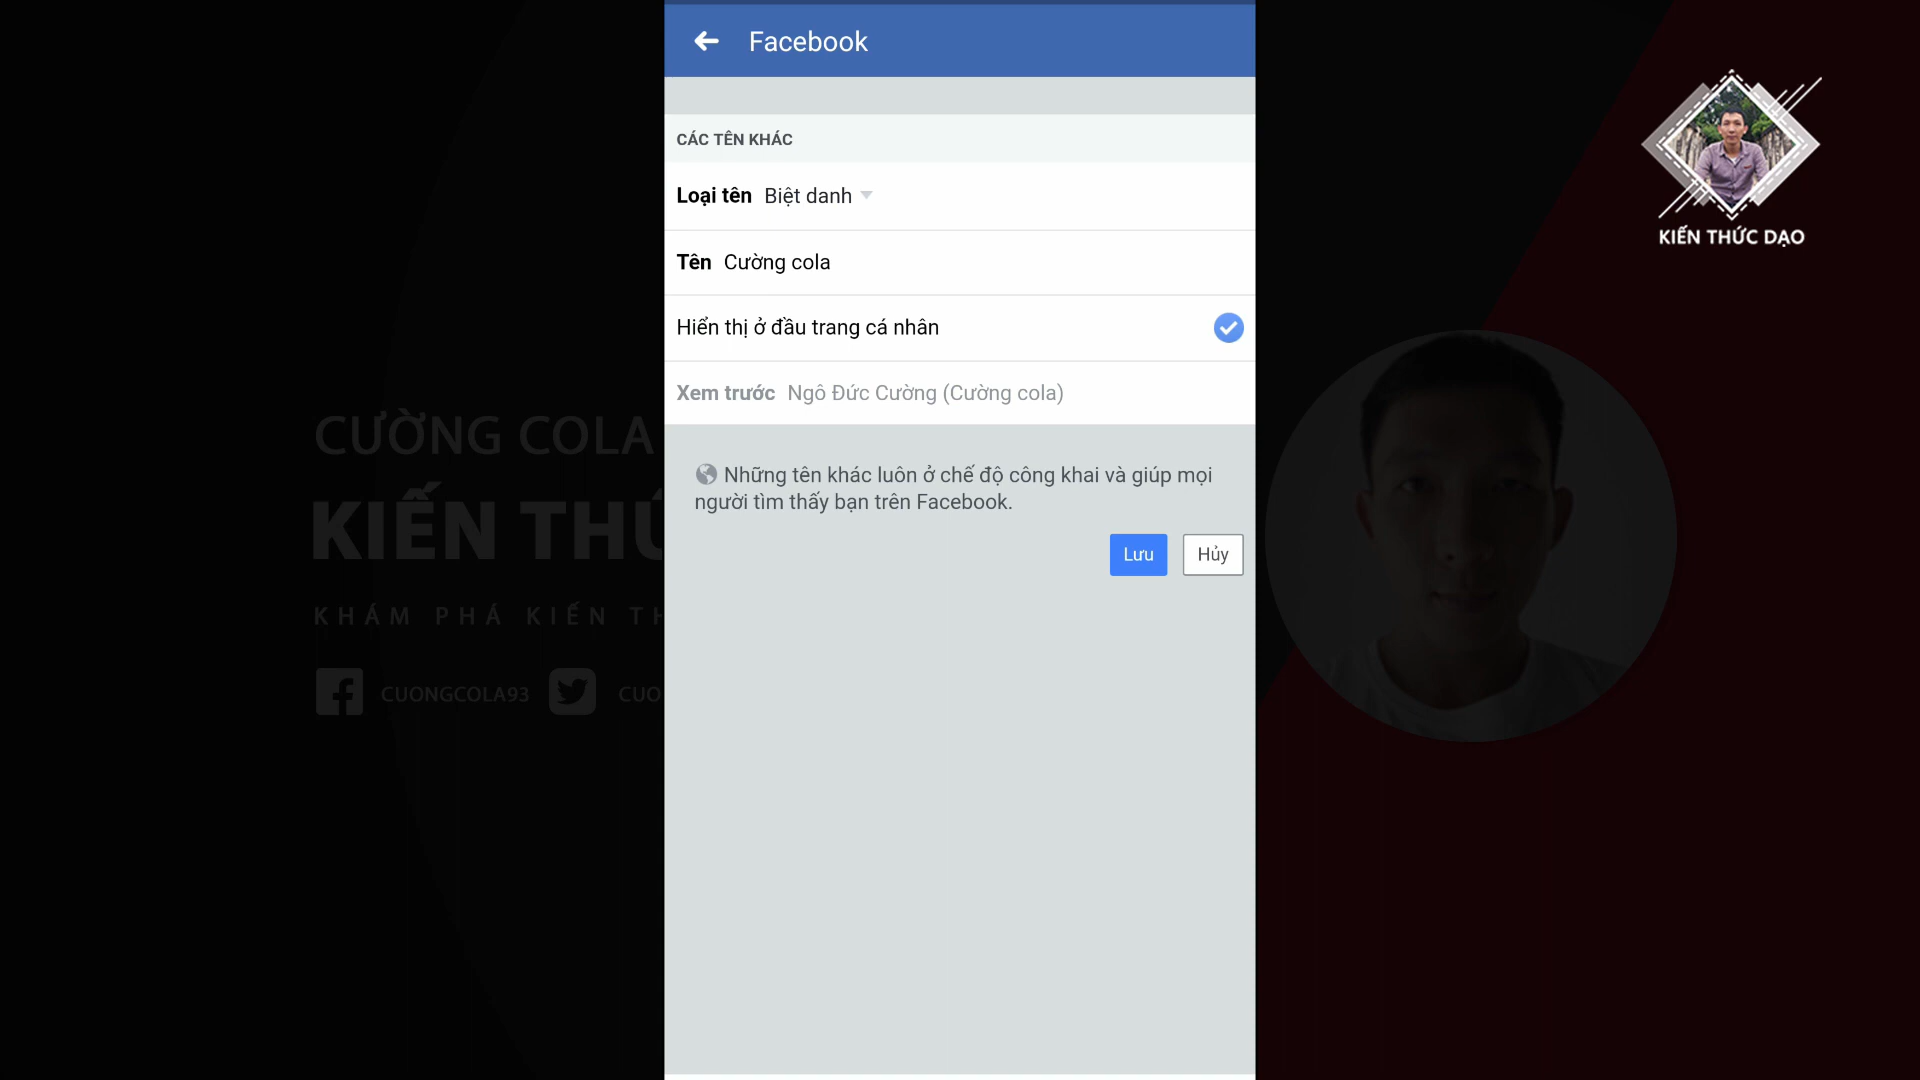 Facebook
CÁC TÊN KHÁC
Loại tên Biệt danh
Tên Cường cola
Hiển thị ở đầu trang cá nhân
Xem trước Ngô Đức Cường (Cường cola)
Những tên khác luôn ở chế độ công khai và giúp mọi
người tìm thấy bạn trên Facebook.
Lưu Hủy
KIẾN THỨC DẠO
CƯỜNG COLA
KIẾN THỨ
KHÁM PHÁ KIẾN TH
CUONGCOLA93 CUO